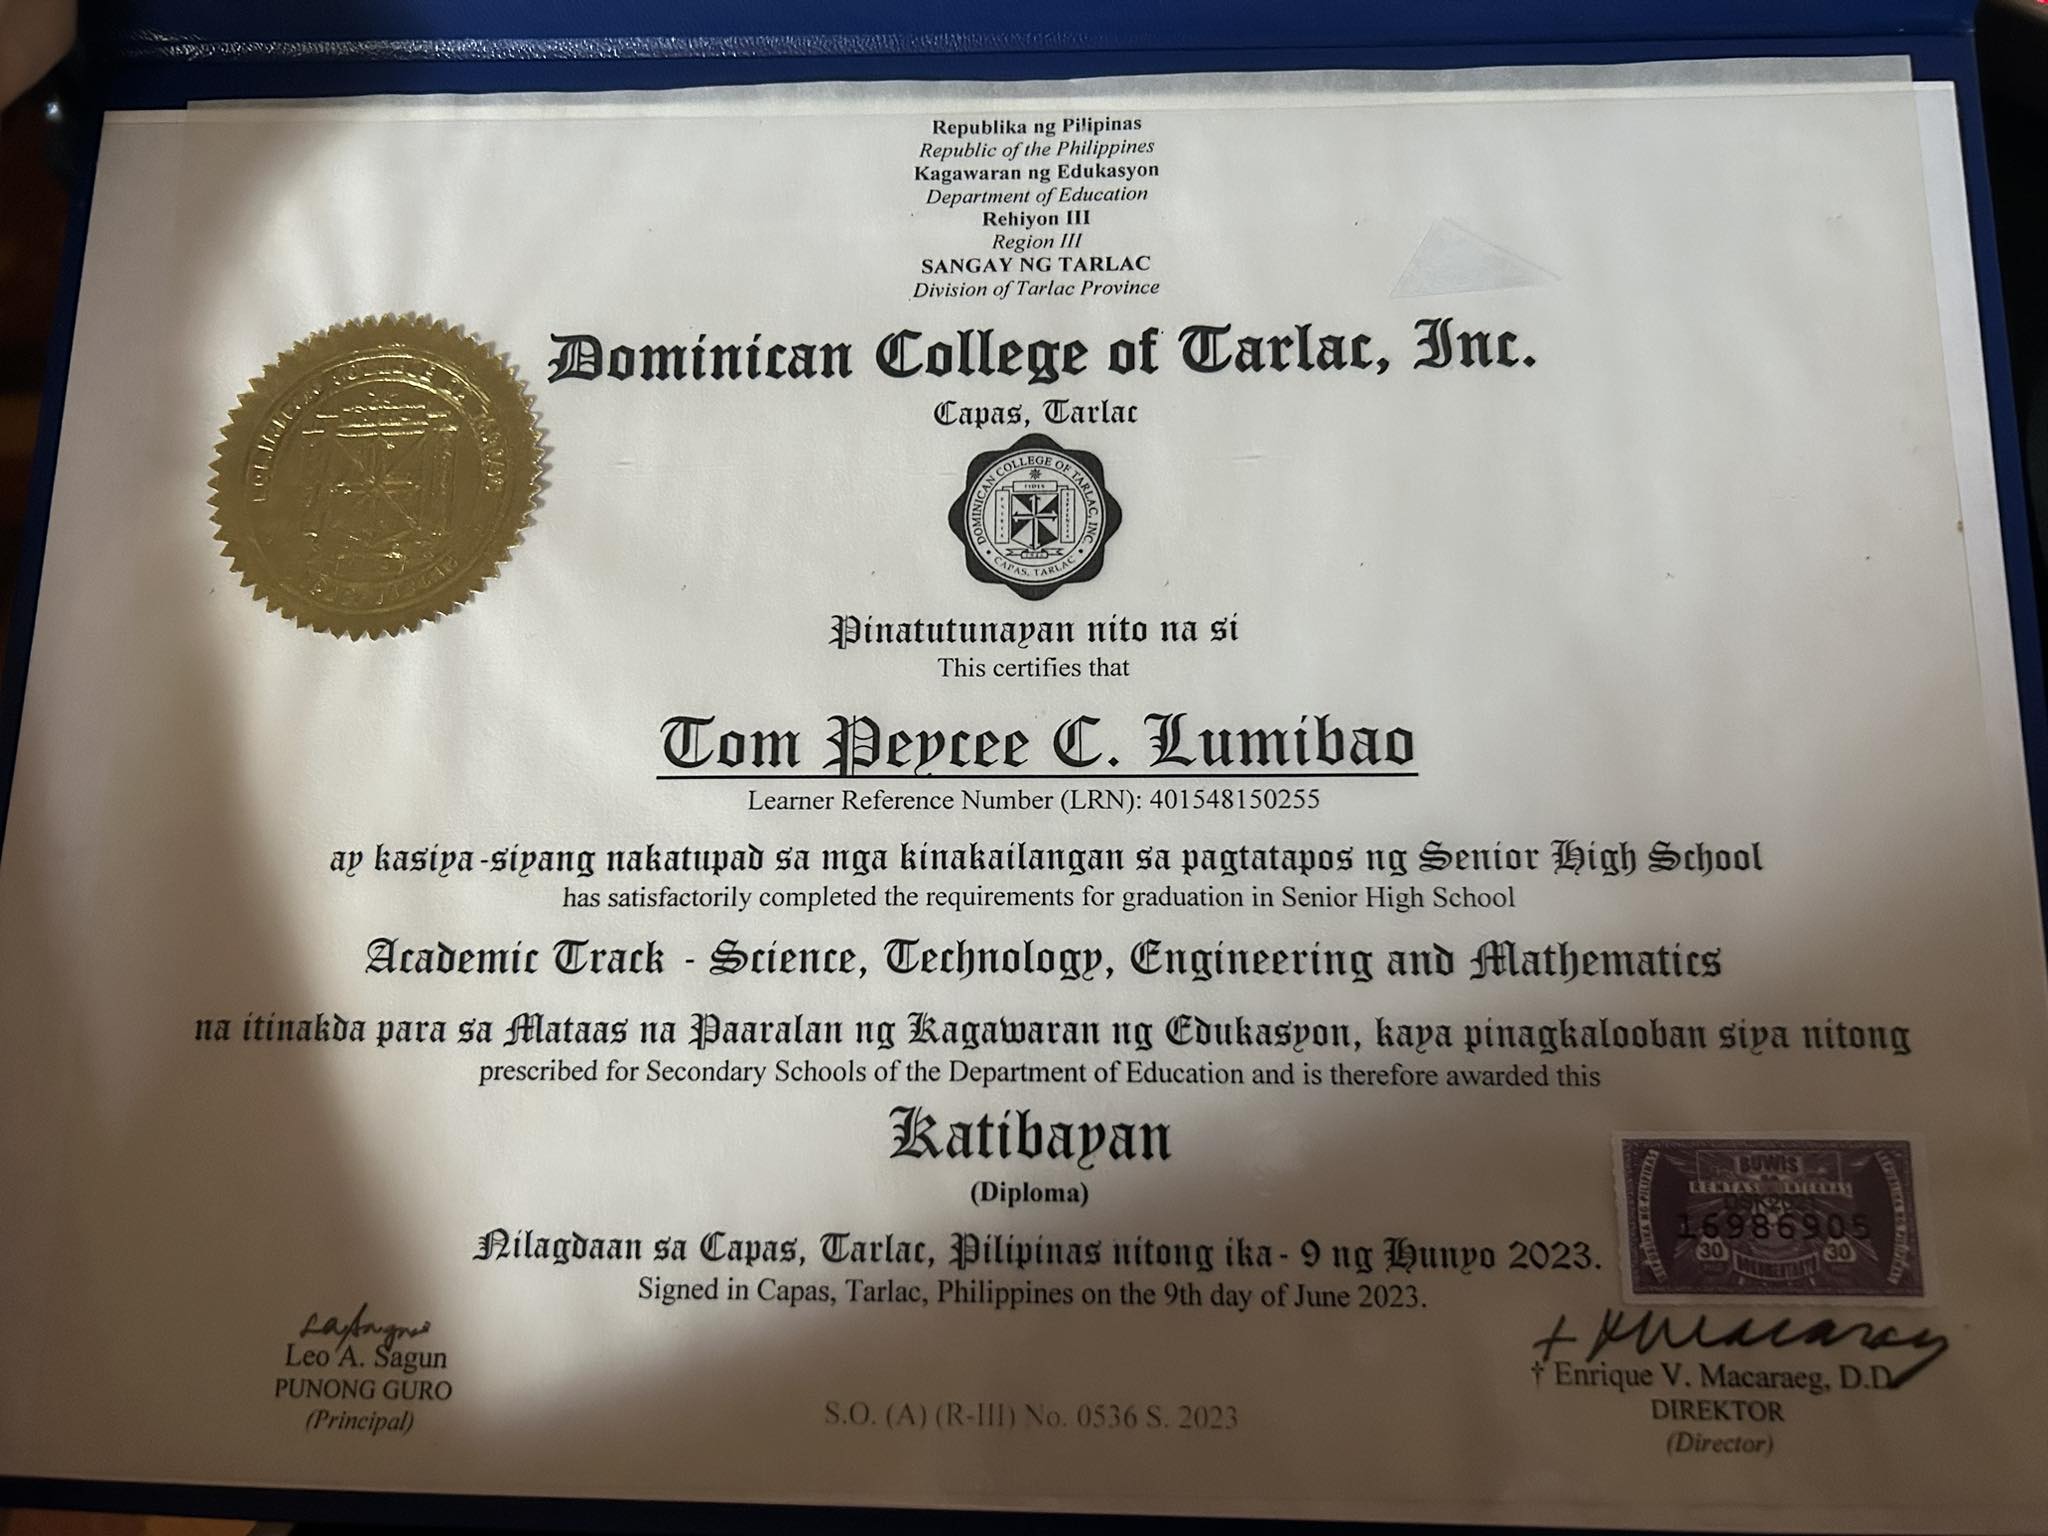 Republika ng Pilipinas
Republic of the Philippines
Kagawaran ng Edukasyon
Department of Education
Rehiyon III
Region III
SANGAY NG TARLAC
Division of Tarlac Province
Dominican College of Tarlac, Inc.
Capas, Tarlac
DOMINICAN COLLEGE OF TARLAC, INC.
FIDES
CAPAS, TARLAC
Pinatutunayan nito na si
This certifies that
Tom Peycee C. Lumibao
Learner Reference Number (LRN): 401548150255
ay kasiya-siyang nakatupad sa mga kinakailangan sa pagtatapos ng Senior High School
has satisfactorily completed the requirements for graduation in Senior High School
Academic Track - Science, Technology, Engineering and Mathematics
na itinakda para sa Mataas na Paaralan ng Kagawaran ng Edukasyon, kaya pinagkalooban siya nitong
prescribed for Secondary Schools of the Department of Education and is therefore awarded this
Katibayan
(Diploma)
BUWIS
RENTAS INTERNAS
16986905
30 30
DOKUMENTARYO
Nilagdaan sa Capas, Tarlac, Pilipinas nitong ika- 9 ng Hunyo 2023.
Signed in Capas, Tarlac, Philippines on the 9th day of June 2023.
Leo A. Sagun
PUNONG GURO
(Principal)
† Enrique V. Macaraeg, D.D.
DIREKTOR
(Director)
S.O. (A) (R-III) No. 0536 S. 2023